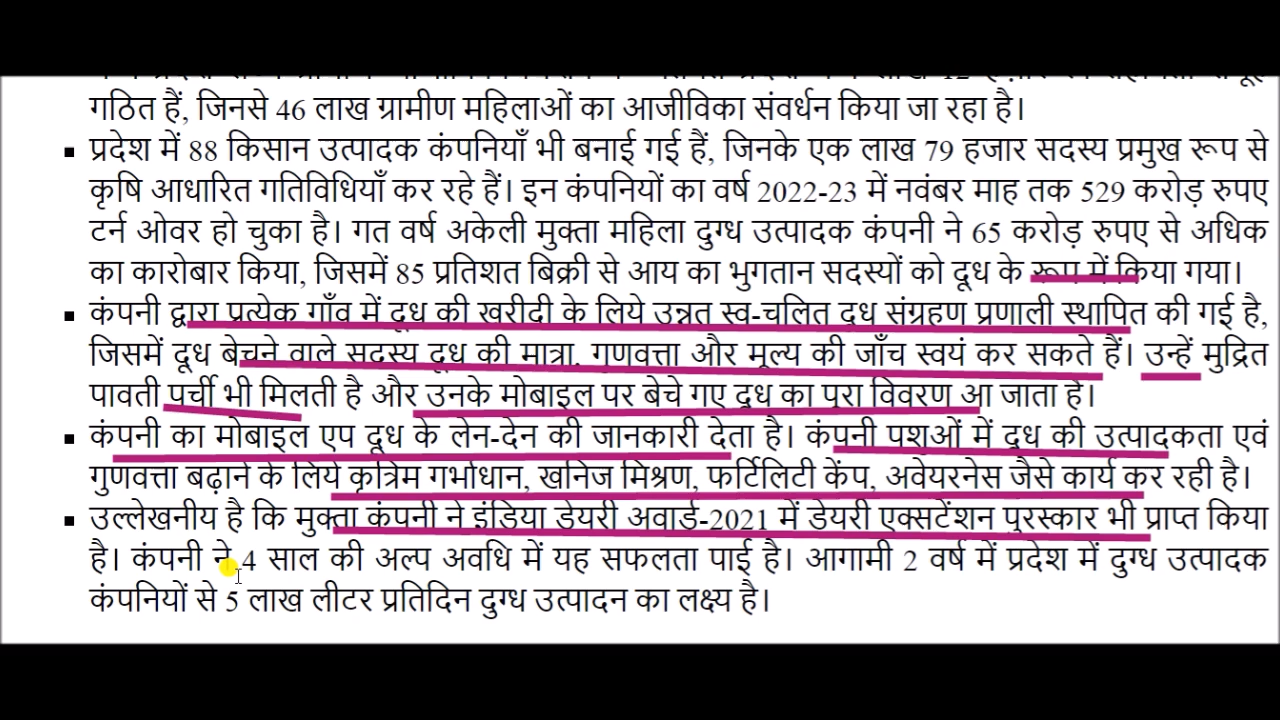 गठित हैं, जिनसे 46 लाख ग्रामीण महिलाओं का आजीविका संवर्धन किया जा रहा है।
▪ प्रदेश में 88 किसान उत्पादक कंपनियाँ भी बनाई गई हैं, जिनके एक लाख 79 हजार सदस्य प्रमुख रूप से
कृषि आधारित गतिविधियाँ कर रहे हैं। इन कंपनियों का वर्ष 2022-23 में नवंबर माह तक 529 करोड़ रुपए
टर्न ओवर हो चुका है। गत वर्ष अकेली मुक्ता महिला दुग्ध उत्पादक कंपनी ने 65 करोड़ रुपए से अधिक
का कारोबार किया, जिसमें 85 प्रतिशत बिक्री से आय का भुगतान सदस्यों को दूध के रूप में किया गया।
▪ कंपनी द्वारा प्रत्येक गाँव में दूध की खरीदी के लिये उन्नत स्व-चलित दूध संग्रहण प्रणाली स्थापित की गई है,
जिसमें दूध बेचने वाले सदस्य दूध की मात्रा, गुणवत्ता और मूल्य की जाँच स्वयं कर सकते हैं। उन्हें मुद्रित
पावती पर्ची भी मिलती है और उनके मोबाइल पर बेचे गए दूध का पूरा विवरण आ जाता है।
▪ कंपनी का मोबाइल एप दूध के लेन-देन की जानकारी देता है। कंपनी पशुओं में दूध की उत्पादकता एवं
गुणवत्ता बढ़ाने के लिये कृत्रिम गर्भाधान, खनिज मिश्रण, फर्टिलिटी केंप, अवेयरनेस जैसे कार्य कर रही है।
▪ उल्लेखनीय है कि मुक्ता कंपनी ने इंडिया डेयरी अवार्ड-2021 में डेयरी एक्सटेंशन पुरस्कार भी प्राप्त किया
है। कंपनी ने 4 साल की अल्प अवधि में यह सफलता पाई है। आगामी 2 वर्ष में प्रदेश में दुग्ध उत्पादक
कंपनियों से 5 लाख लीटर प्रतिदिन दुग्ध उत्पादन का लक्ष्य है।